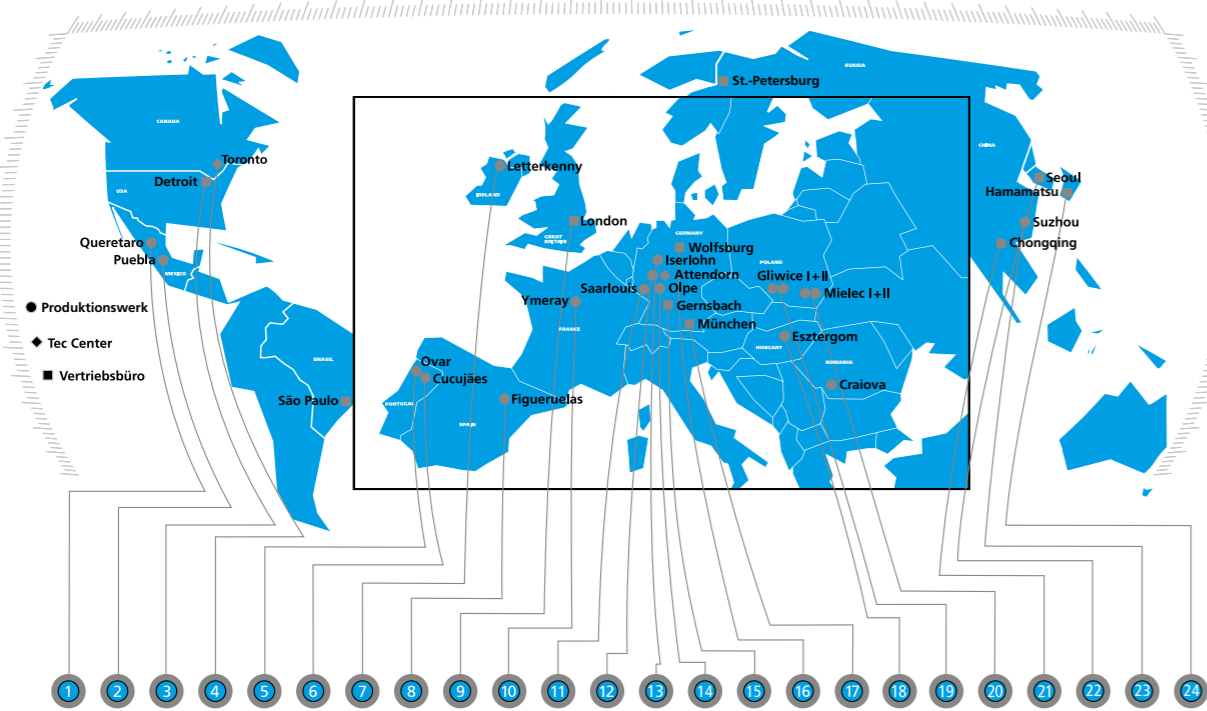 RUSSIA
St.-Petersburg
CANADA
CHINA
Toronto
Letterkenny
Seoul
Detroit
Hamamatsu
USA
IRELAND
London
Suzhou
GERMANY
GREAT
BRITAIN
Queretaro
Chongqing
Wolfsburg
Puebla
Iserlohn
POLAND
MEXICO
Attendorn
Gliwice I+II
Saarlouis
Olpe
Mielec I+II
Ymeray
Gernsbach
Produktionswerk
München
FRANCE
Esztergom
Tec Center
HUNGARY
BRASIL
Ovar
ROMANIA
Vertriebsbüro
Cucujães
Craiova
São Paulo
Figueruelas
PORTUGAL
SPAIN
1 2 3 4 5 6 7 8 9 10 11 12 13 14 15 16 17 18 19 20 21 22 23 24